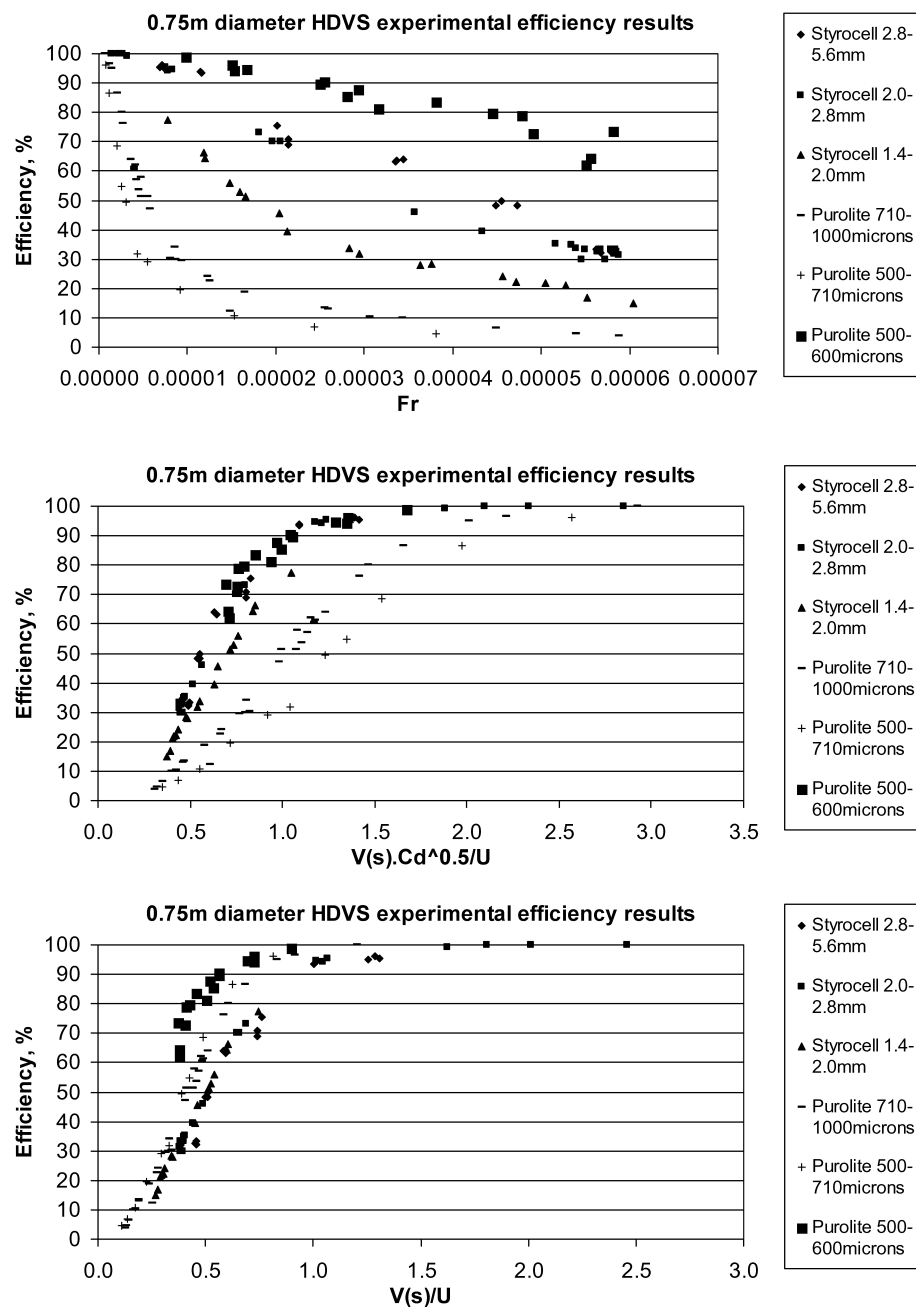 0.75m diameter HDVS experimental efficiency results
Efficiency, %
100
90
80
70
60
50
40
30
20
10
0
0.00000 0.00001 0.00002 0.00003 0.00004 0.00005 0.00006 0.00007
Fr
Styrocell 2.8-
5.6mm
Styrocell 2.0-
2.8mm
Styrocell 1.4-
2.0mm
Purolite 710-
1000microns
Purolite 500-
710microns
Purolite 500-
600microns
0.75m diameter HDVS experimental efficiency results
Efficiency, %
100
90
80
70
60
50
40
30
20
10
0
0.0 0.5 1.0 1.5 2.0 2.5 3.0 3.5
V(s).Cd^0.5/U
Styrocell 2.8-
5.6mm
Styrocell 2.0-
2.8mm
Styrocell 1.4-
2.0mm
Purolite 710-
1000microns
Purolite 500-
710microns
Purolite 500-
600microns
0.75m diameter HDVS experimental efficiency results
Efficiency, %
100
90
80
70
60
50
40
30
20
10
0
0.0 0.5 1.0 1.5 2.0 2.5 3.0
V(s)/U
Styrocell 2.8-
5.6mm
Styrocell 2.0-
2.8mm
Styrocell 1.4-
2.0mm
Purolite 710-
1000microns
Purolite 500-
710microns
Purolite 500-
600microns